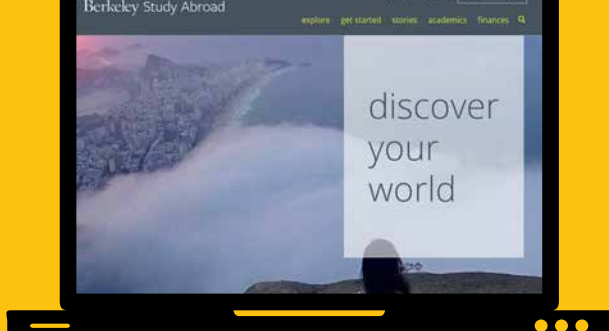 Berkeley Study Abroad
explore get started stories academics finances
discover
your
world